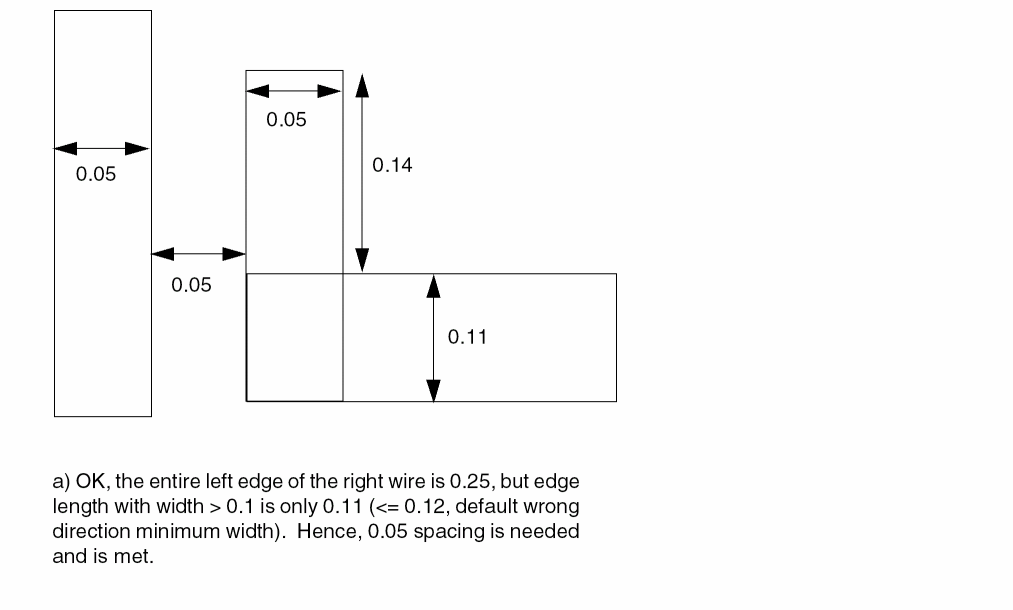 0.05
0.14
0.05
0.05
0.11
a) OK, the entire left edge of the right wire is 0.25, but edge
length with width > 0.1 is only 0.11 (<= 0.12, default wrong
direction minimum width).  Hence, 0.05 spacing is needed
and is met.